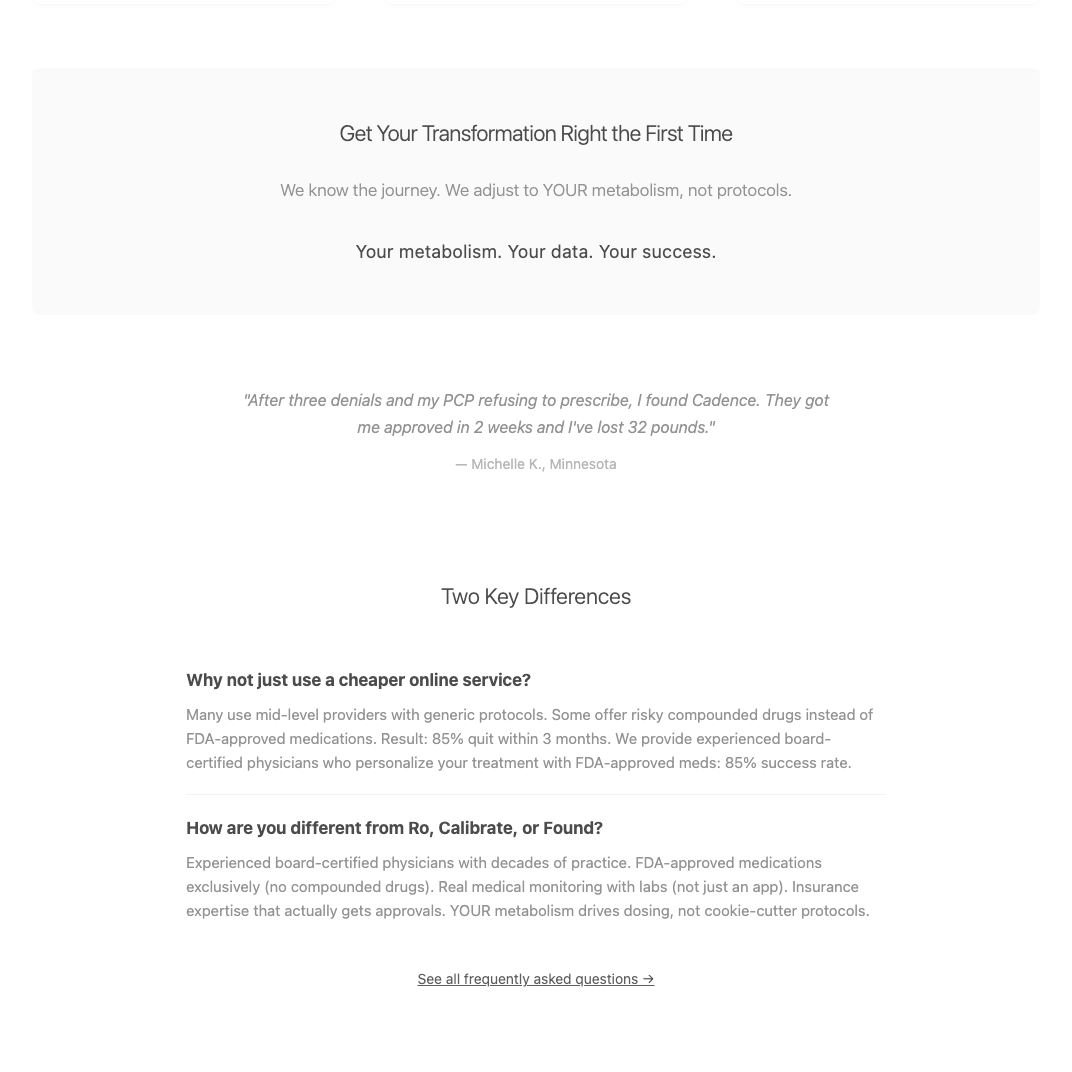 Get Your Transformation Right the First Time
We know the journey. We adjust to YOUR metabolism, not protocols.
Your metabolism. Your data. Your success.
"After three denials and my PCP refusing to prescribe, I found Cadence. They got
me approved in 2 weeks and I've lost 32 pounds."
— Michelle K., Minnesota
Two Key Differences
Why not just use a cheaper online service?
Many use mid-level providers with generic protocols. Some offer risky compounded drugs instead of
FDA-approved medications. Result: 85% quit within 3 months. We provide experienced board-
certified physicians who personalize your treatment with FDA-approved meds: 85% success rate.
How are you different from Ro, Calibrate, or Found?
Experienced board-certified physicians with decades of practice. FDA-approved medications
exclusively (no compounded drugs). Real medical monitoring with labs (not just an app). Insurance
expertise that actually gets approvals. YOUR metabolism drives dosing, not cookie-cutter protocols.
See all frequently asked questions →